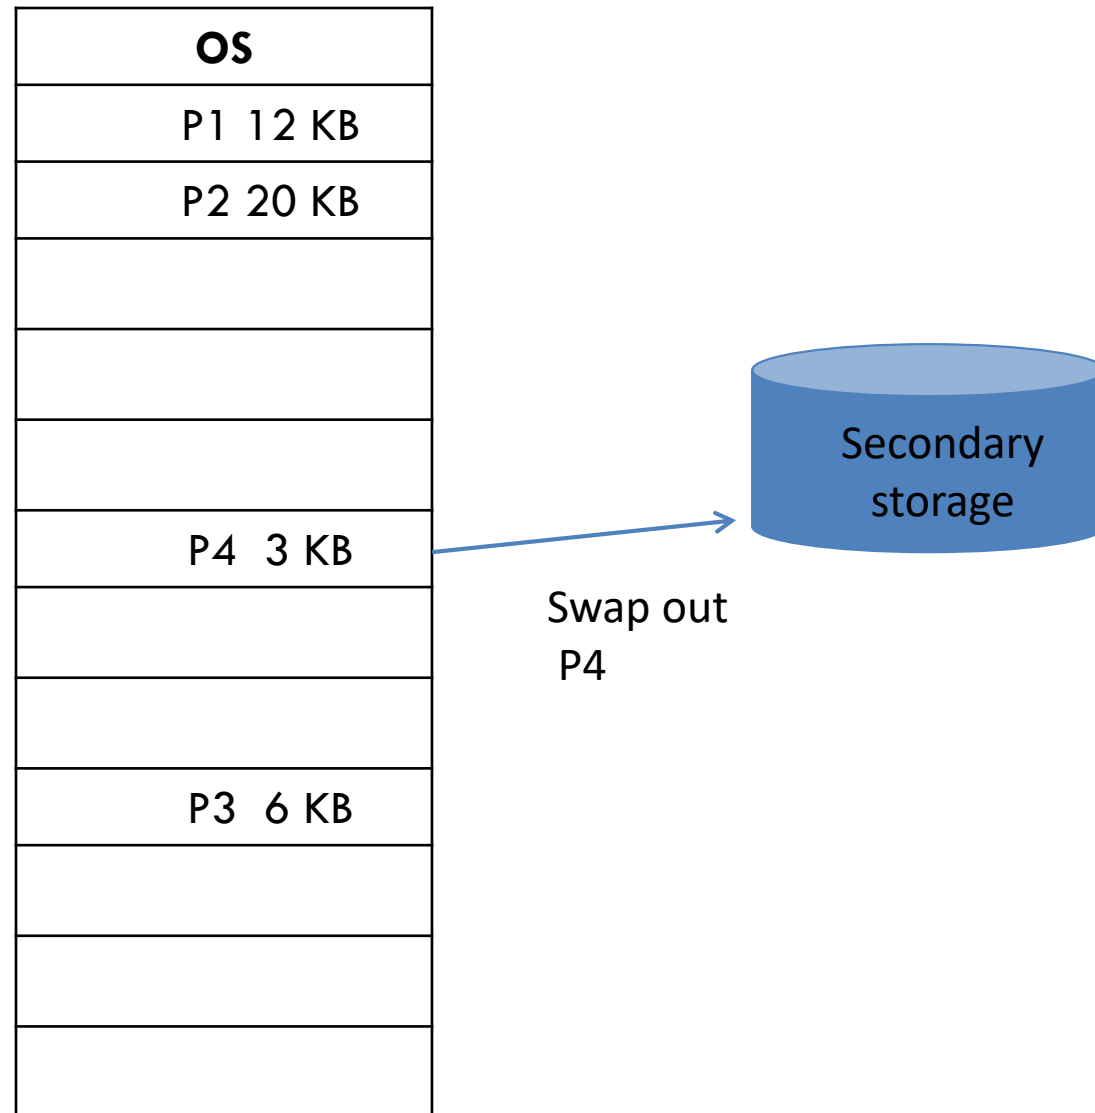 OS
P1 12 KB
P2 20 KB
Secondary
storage
P4 3 KB
Swap out
P4
P3 6 KB